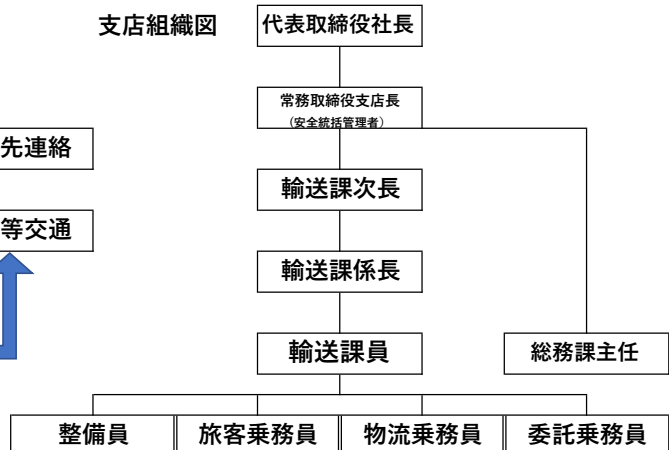 支店組織図
代表取締役社長
常務取締役支店長
(安全統括管理者)
先連絡
輸送課次長
等交通
輸送課係長
輸送課員
総務課主任
整備員
旅客乗務員
物流乗務員
委託乗務員